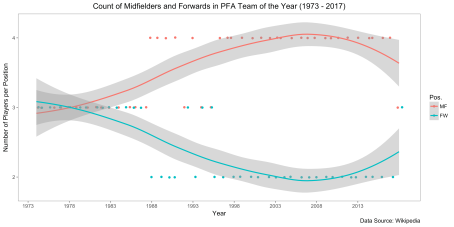 Count of Midfielders and Forwards in PFA Team of the Year (1973 - 2017)
Number of Players per Position
4
3
2
1973 1978 1983 1988 1993 1998 2003 2008 2013
Year
Pos.
MF
FW
Data Source: Wikipedia